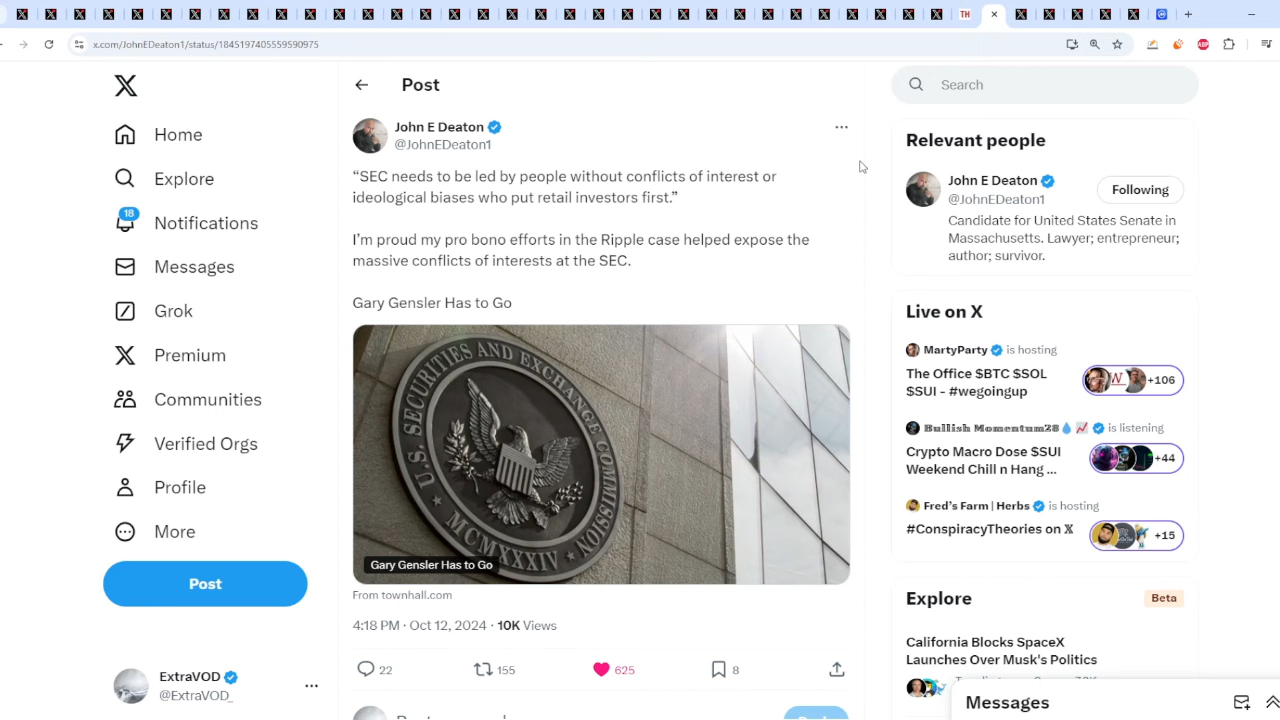 TH
x.com/JohnEDeaton1/status/1845197405559590975
ABP
Home
Explore
18
Notifications
Messages
Grok
Premium
Communities
Verified Orgs
Profile
More
Post
ExtraVOD
@ExtraVOD_
Post
John E Deaton
@JohnEDeaton1
“SEC needs to be led by people without conflicts of interest or
ideological biases who put retail investors first.”
I’m proud my pro bono efforts in the Ripple case helped expose the
massive conflicts of interests at the SEC.
Gary Gensler Has to Go
U.S. SECURITIES AND EXCHANGE COMMISSION
MCMXXXIV
Gary Gensler Has to Go
From townhall.com
4:18 PM · Oct 12, 2024 · 10K Views
22
155
625
8
Search
Relevant people
John E Deaton
@JohnEDeaton1
Following
Candidate for United States Senate in
Massachusetts. Lawyer; entrepreneur;
author; survivor.
Live on X
MartyParty is hosting
The Office $BTC $SOL
$SUI - #wegoingup
+106
Bullish Momentum28💧 📈 is listening
Crypto Macro Dose $SUI
Weekend Chill n Hang ...
+44
Fred’s Farm | Herbs is hosting
#ConspiracyTheories on 𝕏
+15
Explore
Beta
California Blocks SpaceX
Launches Over Musk's Politics
Messages